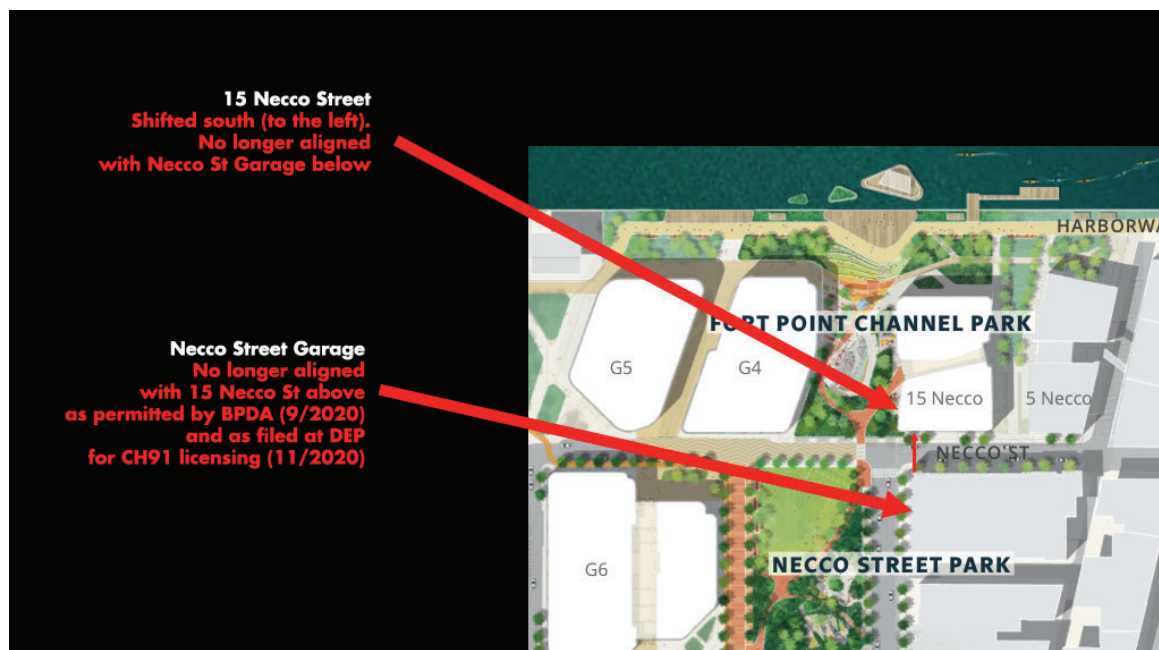 15 Necco Street
Shifted south (to the left).
No longer aligned
with Necco St Garage below
Necco Street Garage
No longer aligned
with 15 Necco St above
as permitted by BPDA (9/2020)
and as filed at DEP
for CH91 licensing (11/2020)
HARBORWA
FORT POINT CHANNEL PARK
G5
G4
15 Necco
5 Necco
NECCO ST
NECCO STREET PARK
G6